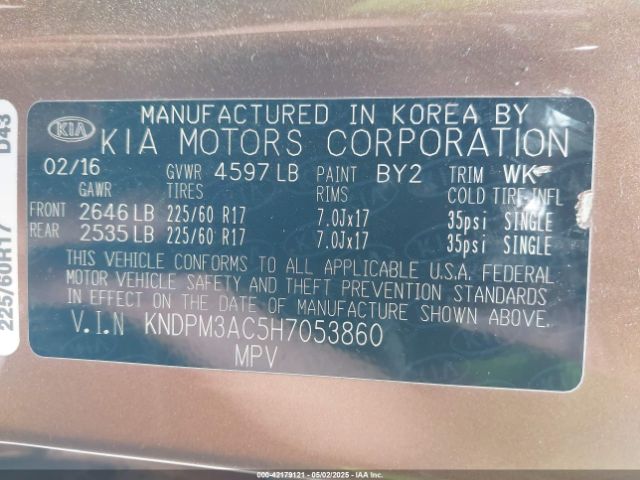 MANUFACTURED IN KOREA BY
KIA KIA MOTORS CORPORATION
02/16 GVWR 4597 LB PAINT BY2 TRIM WK
GAWR TIRES RIMS COLD TIRE INFL
FRONT 2646 LB 225/60 R17 7.0Jx17 35psi SINGLE
REAR 2535 LB 225/60 R17 7.0Jx17 35psi SINGLE
THIS VEHICLE CONFORMS TO ALL APPLICABLE U.S.A. FEDERAL
MOTOR VEHICLE SAFETY AND THEFT PREVENTION STANDARDS
IN EFFECT ON THE DATE OF MANUFACTURE SHOWN ABOVE.
V.I.N KNDPM3AC5H7053860
MPV
225/60R17 D43
000-42179121 - 05/02/2025 - IAA Inc.